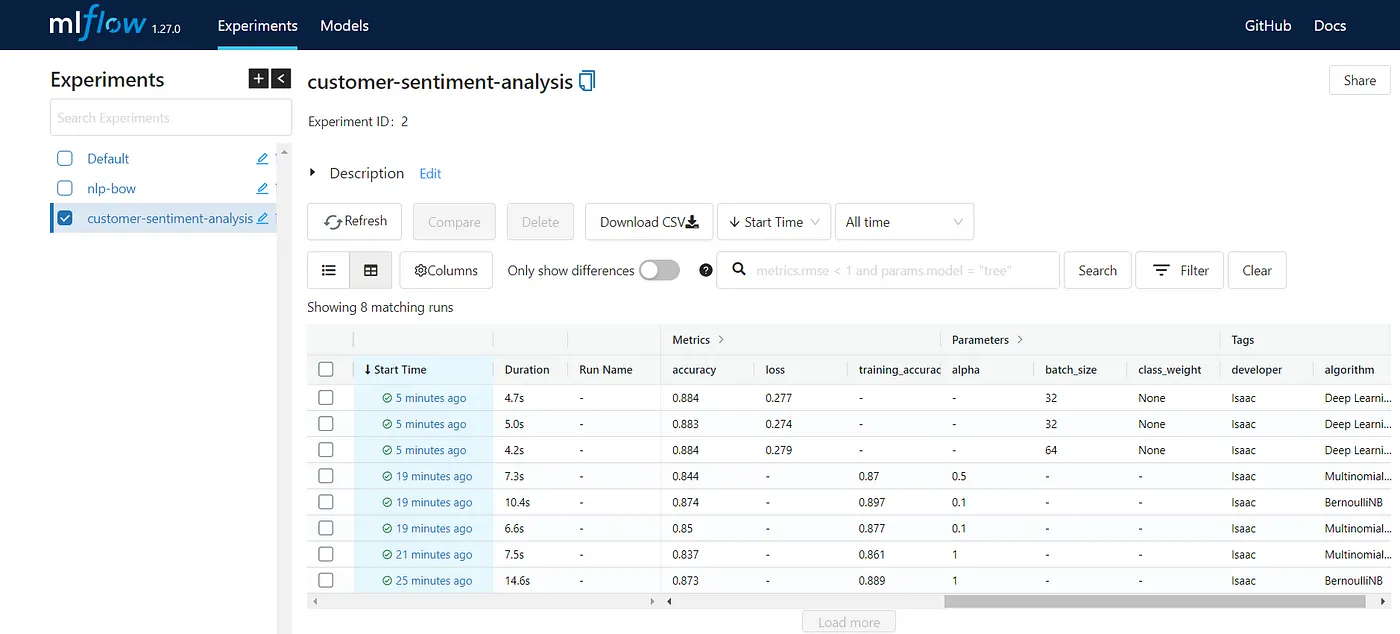 mlflow 1.27.0 Experiments Models GitHub Docs
Experiments + <
Search Experiments
Default
nlp-bow
customer-sentiment-analysis
customer-sentiment-analysis
Share
Experiment ID: 2
Description Edit
Refresh Compare Delete Download CSV ↓ Start Time All time
Columns Only show differences ? metrics.rmse < 1 and params.model = "tree" Search Filter Clear
Showing 8 matching runs
Metrics > Parameters > Tags
↓ Start Time Duration Run Name accuracy loss training_accurac alpha batch_size class_weight developer algorithm
5 minutes ago 4.7s - 0.884 0.277 - - 32 None Isaac Deep Learni...
5 minutes ago 5.0s - 0.883 0.274 - - 32 None Isaac Deep Learni...
5 minutes ago 4.2s - 0.884 0.279 - - 64 None Isaac Deep Learni...
19 minutes ago 7.3s - 0.844 - 0.87 0.5 - - Isaac Multinomial...
19 minutes ago 10.4s - 0.874 - 0.897 0.1 - - Isaac BernoulliNB
19 minutes ago 6.6s - 0.85 - 0.877 0.1 - - Isaac Multinomial...
21 minutes ago 7.5s - 0.837 - 0.861 1 - - Isaac Multinomial...
25 minutes ago 14.6s - 0.873 - 0.889 1 - - Isaac BernoulliNB
Load more